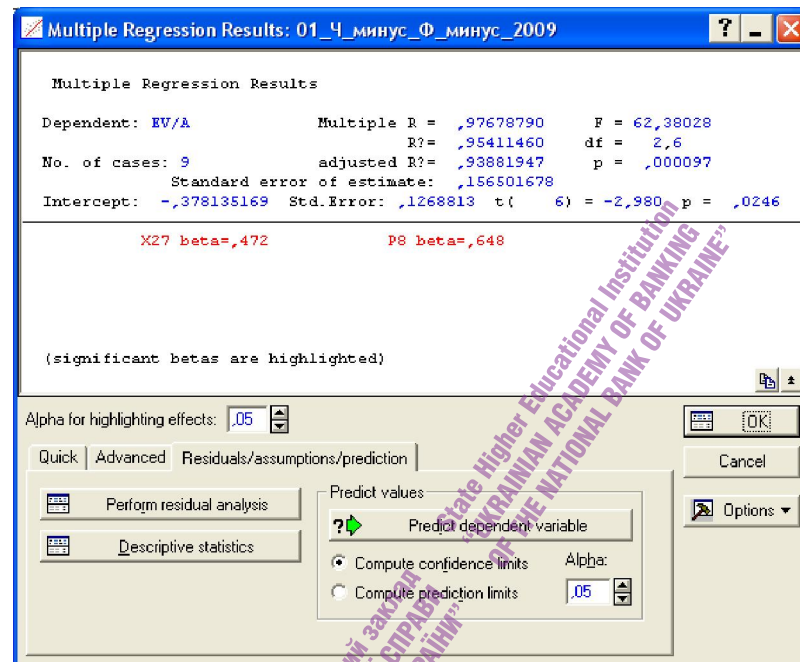 Multiple Regression Results: 01_Ч_минус_Ф_минус_2009
Multiple Regression Results
Dependent: EV/A Multiple R = ,97678790 F = 62,38028
R?= ,95411460 df = 2,6
No. of cases: 9 adjusted R?= ,93881947 p = ,000097
Standard error of estimate: ,156501678
Intercept: -,378135169 Std.Error: ,1268813 t( 6) = -2,980 p = ,0246
X27 beta=,472 P8 beta=,648
(significant betas are highlighted)
Alpha for highlighting effects: ,05
OK
Quick Advanced Residuals/assumptions/prediction
Cancel
Perform residual analysis
Predict values
Options
?
Predict dependent variable
Descriptive statistics
Compute confidence limits Alpha:
Compute prediction limits ,05
State Higher Educational Institution
“UKRAINIAN ACADEMY OF BANKING
OF THE NATIONAL BANK OF UKRAINE”
заклад
СПРАВИ